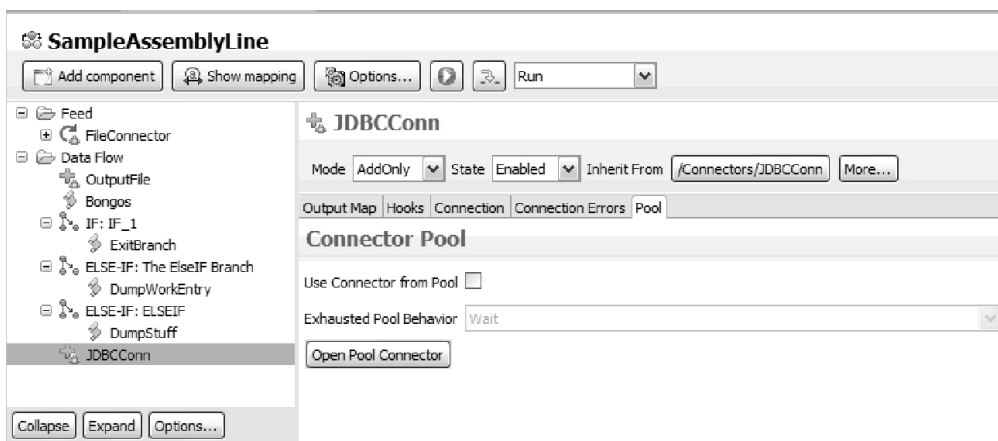 SampleAssemblyLine
Add component Show mapping Options... Run
Feed
FileConnector
Data Flow
OutputFile
Bongos
IF: IF_1
ExitBranch
ELSE-IF: The ElseIF Branch
DumpWorkEntry
ELSE-IF: ELSEIF
DumpStuff
JDBCConn
Collapse Expand Options...
JDBCConn
Mode AddOnly State Enabled Inherit From /Connectors/JDBCConn More...
Output Map Hooks Connection Connection Errors Pool
Connector Pool
Use Connector from Pool
Exhausted Pool Behavior Wait
Open Pool Connector